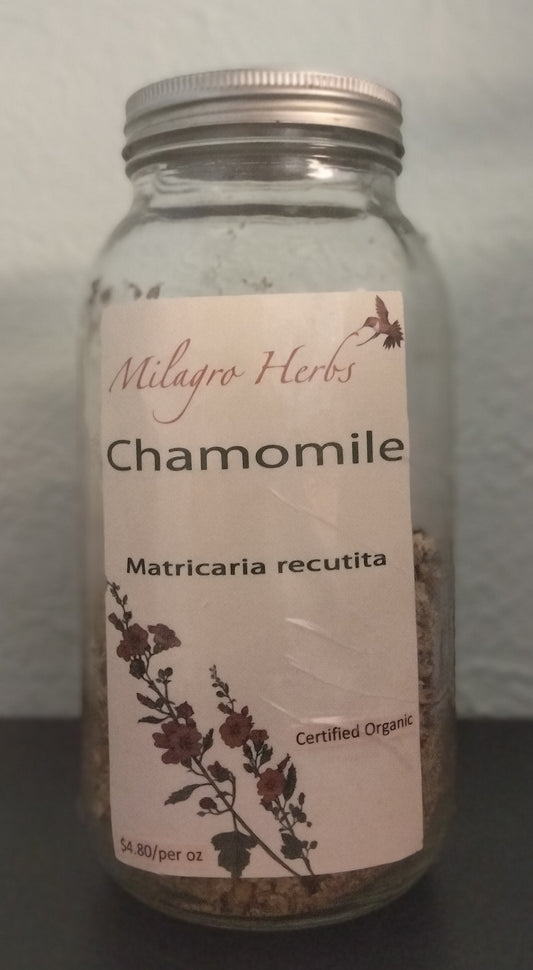 Milagro Herbs
Chamomile
Matricaria recutita
Certified Organic
$4.80/per oz